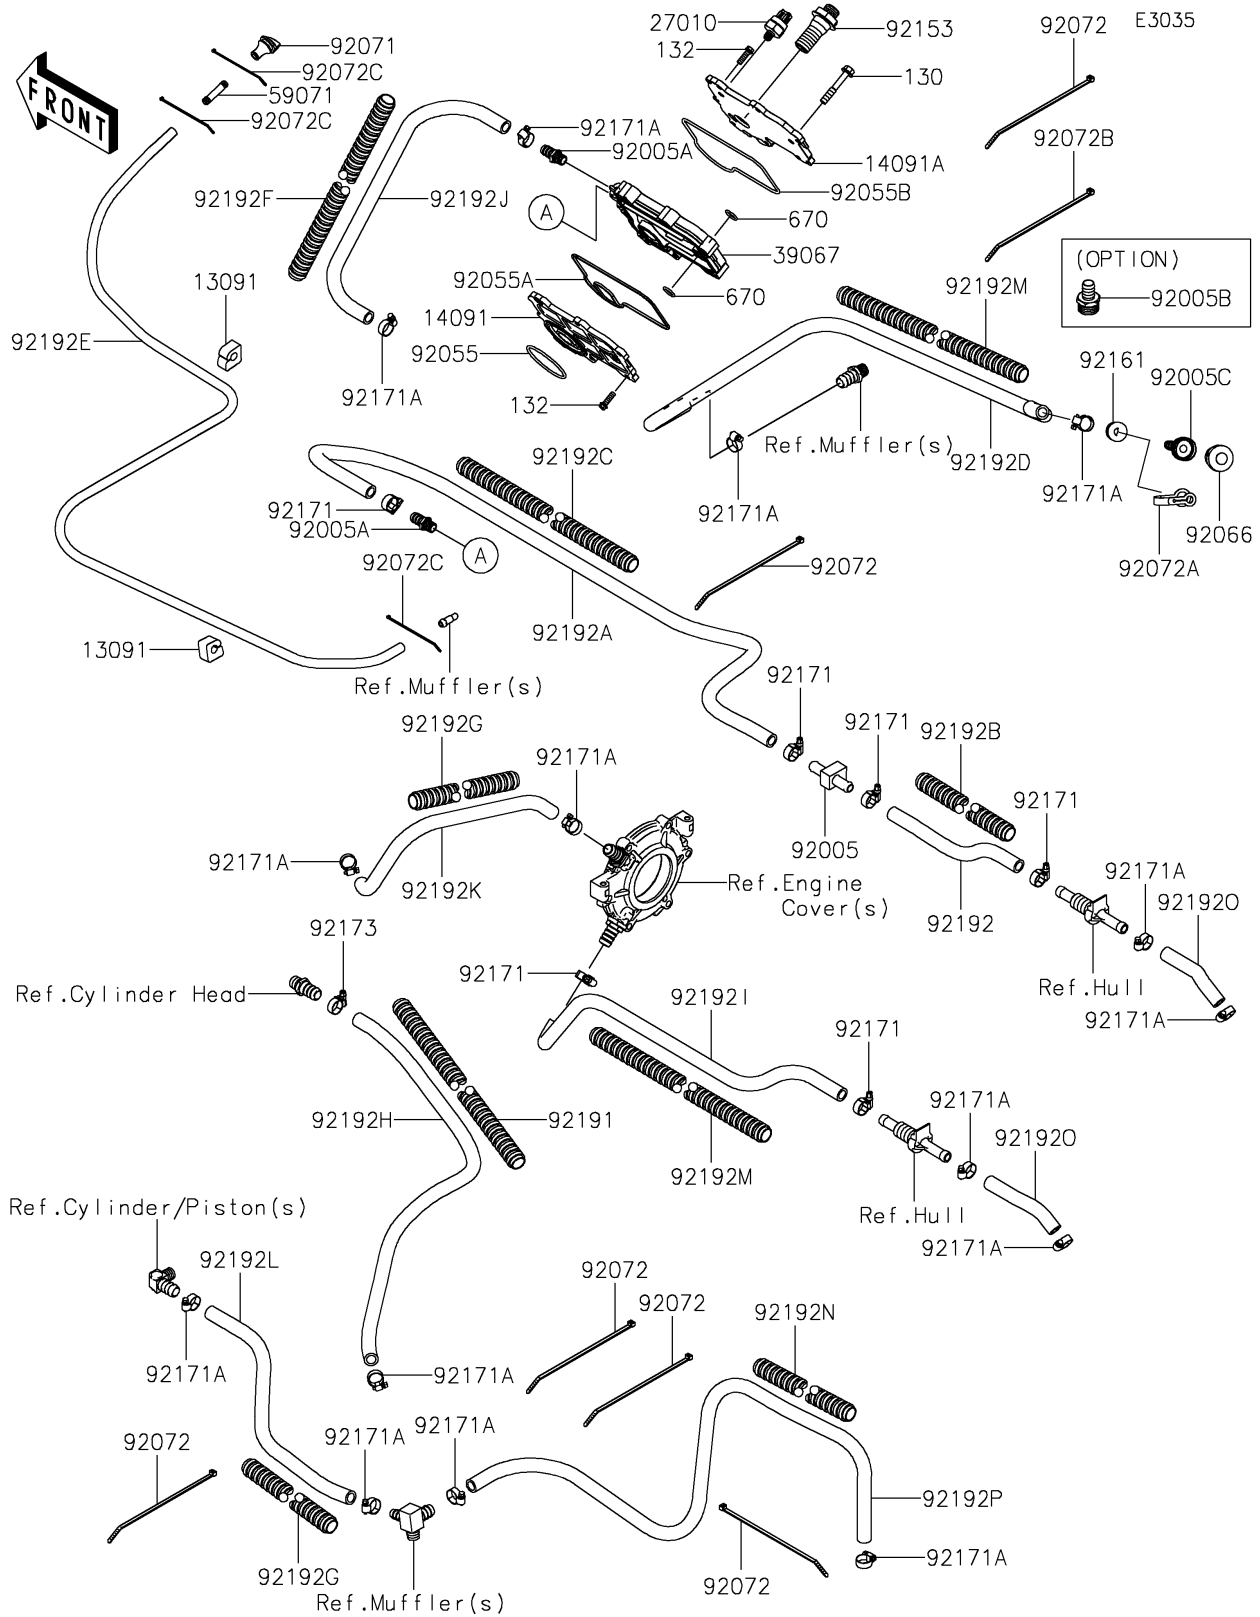 E3035
FRONT
92071
92072C
59071
92072C
27010
132
92153
130
92072
92171A
92005A
14091A
92072B
92192F
92192J
A
92055B
670
39067
(OPTION)
92005B
13091
92055A
670
92192M
92192E
14091
92055
92171A
132
92161
92005C
Ref.Muffler(s)
92192C
92192D
92171A
92171
92005A
A
92171A
92066
92072A
92072C
92072
92192A
13091
Ref.Muffler(s)
92171
92192G
92171
92192B
92171A
92171
92171A
92192K
92005
92171A
Ref.Engine
Cover(s)
92192O
92192
92173
92171
Ref.Cylinder Head
92192I
Ref.Hull
92171A
92171
92192H
92191
92171A
92192O
92192M
Ref.Cylinder/Piston(s)
Ref.Hull
92171A
92192L
92072
92072
92192N
92171A
92171A
92171A
92171A
92072
92192P
92171A
92192G
92072
Ref.Muffler(s)